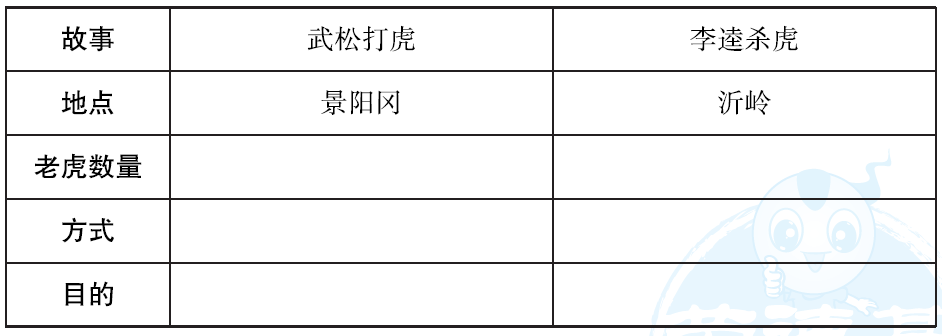 故事 武松打虎 李逵杀虎
地点 景阳冈 沂岭
老虎数量
方式
目的